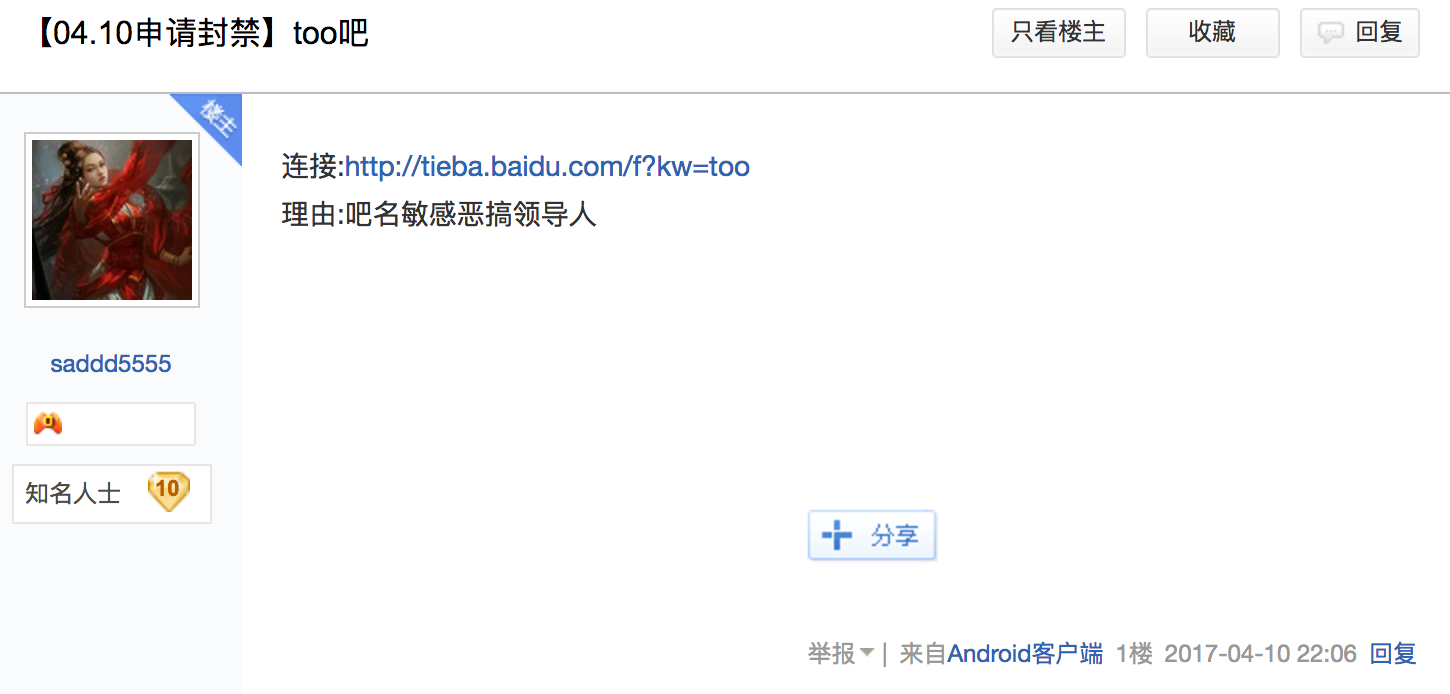 【04.10申请封禁】too吧
只看楼主
收藏
回复
楼主
连接:http://tieba.baidu.com/f?kw=too
理由:吧名敏感恶搞领导人
saddd5555
知名人士 10
分享
举报 | 来自Android客户端 1楼 2017-04-10 22:06 回复